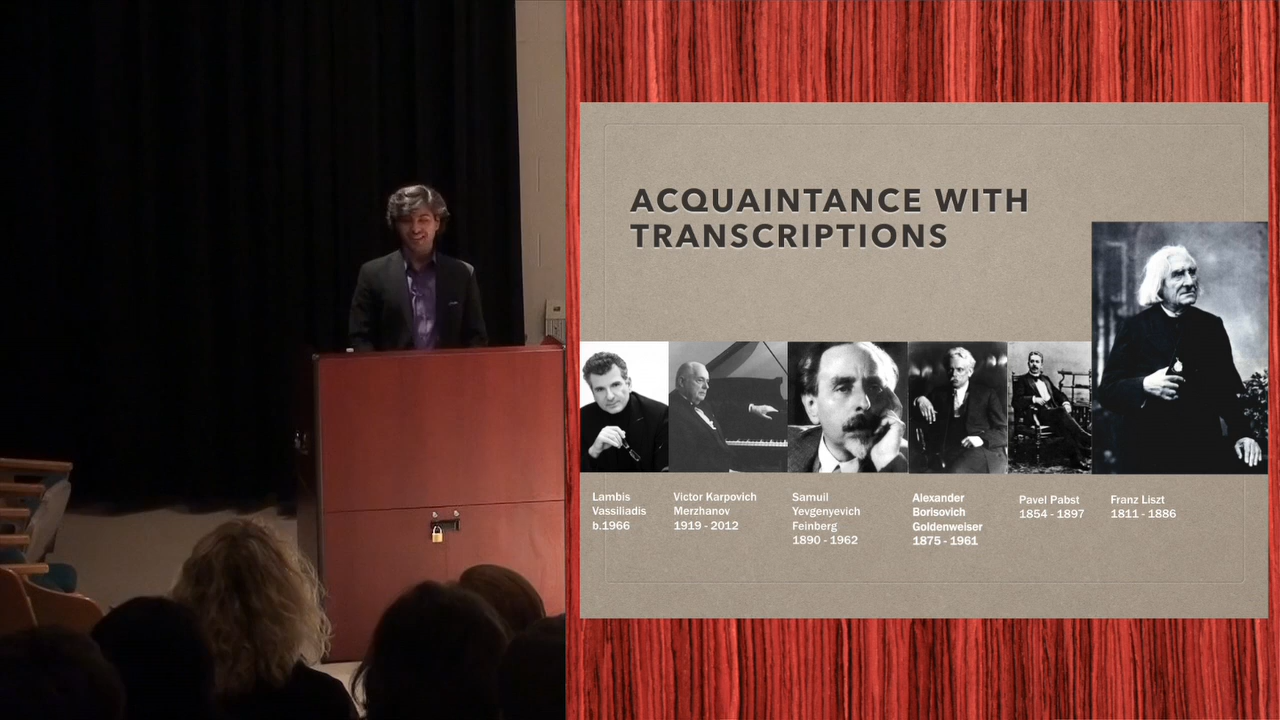 ACQUAINTANCE WITH
TRANSCRIPTIONS
Lambis
Vassiliadis
b.1966
Victor Karpovich
Merzhanov
1919 - 2012
Samuil
Yevgenyevich
Feinberg
1890 - 1962
Alexander
Borisovich
Goldenweiser
1875 - 1961
Pavel Pabst
1854 - 1897
Franz Liszt
1811 - 1886